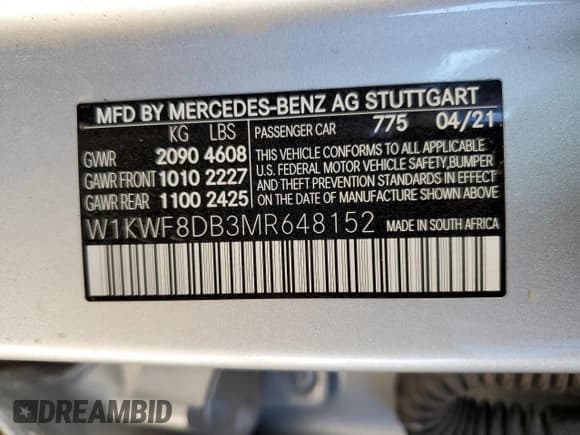 MFD BY MERCEDES-BENZ AG STUTTGART
KG LBS
GVWR 2090 4608
GAWR FRONT 1010 2227
GAWR REAR 1100 2425
PASSENGER CAR 775 04/21
THIS VEHICLE CONFORMS TO ALL APPLICABLE
U.S. FEDERAL MOTOR VEHICLE SAFETY,BUMPER
AND THEFT PREVENTION STANDARDS IN EFFECT
ON THE DATE OF MANUFACTURE SHOWN ABOVE.
W1KWF8DB3MR648152 MADE IN SOUTH AFRICA
DREAMBID